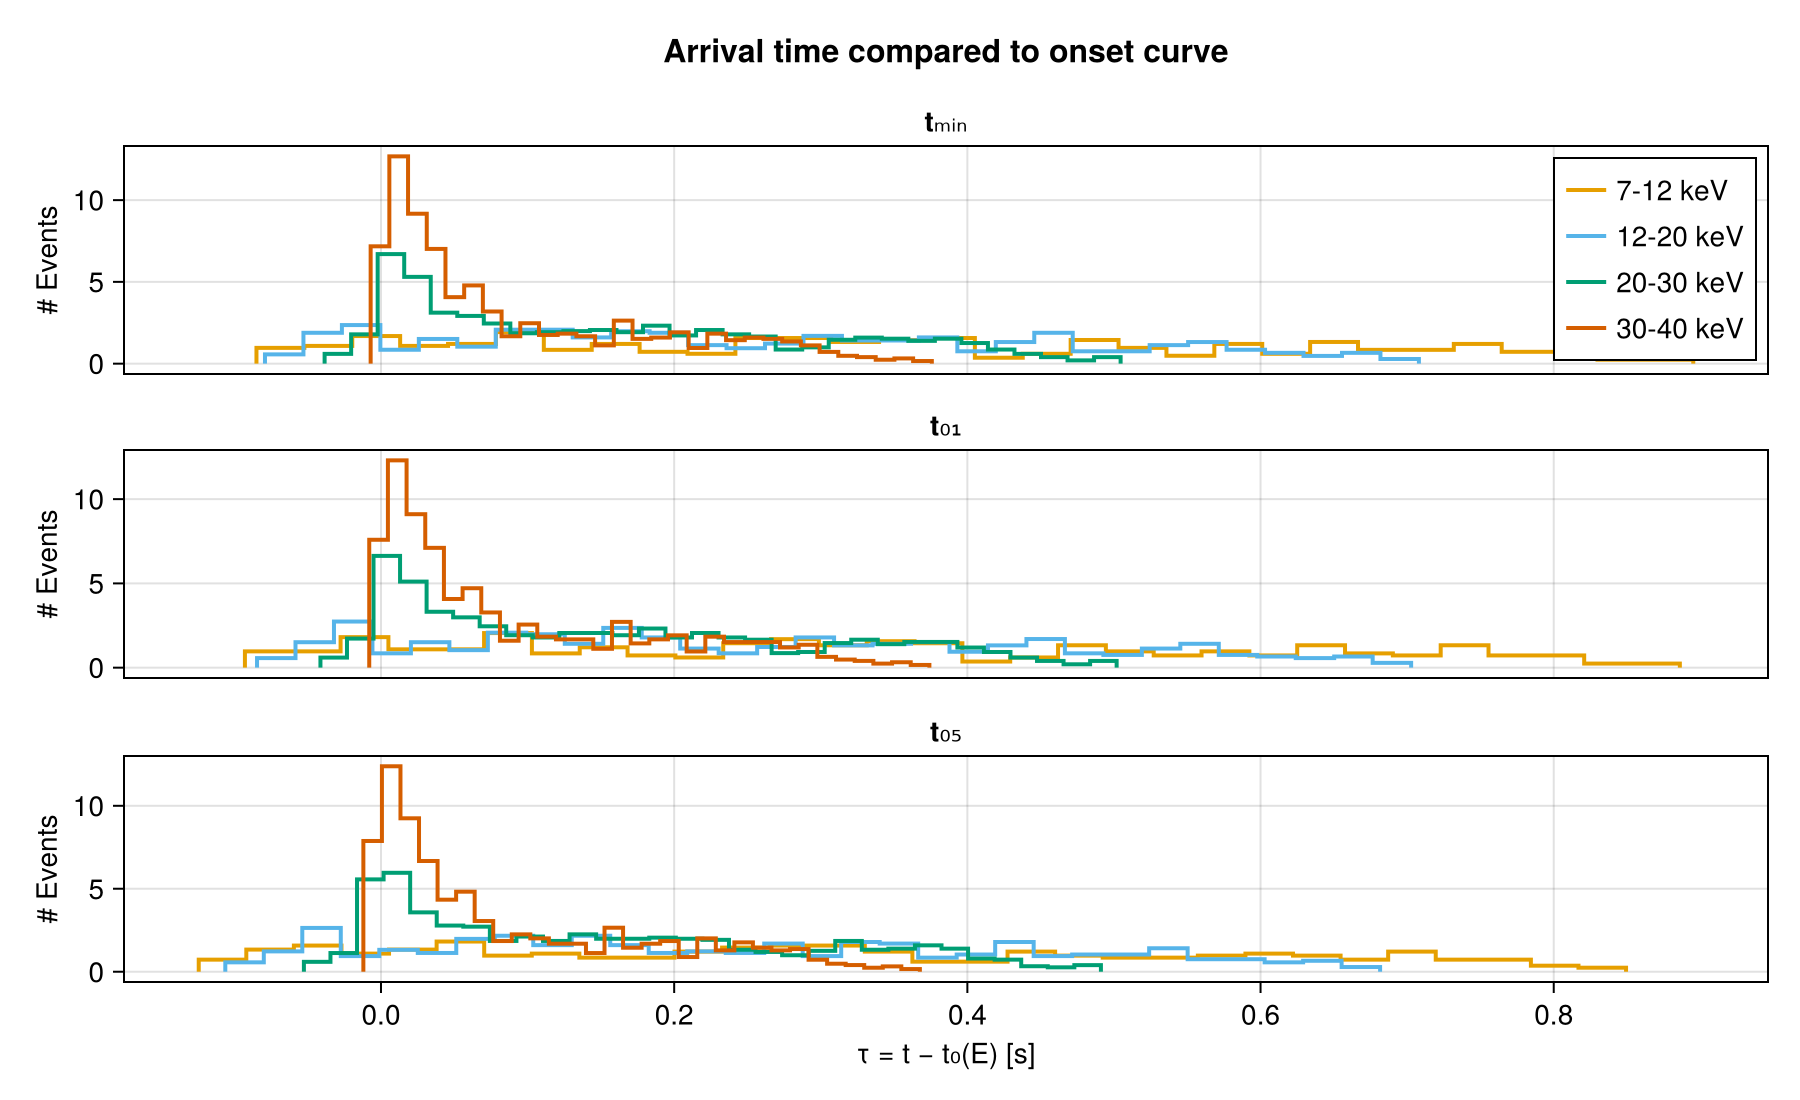 Arrival time compared to onset curve
tₘᵢₙ
# Events
10
5
0
7-12 keV
12-20 keV
20-30 keV
30-40 keV
t₀₁
# Events
10
5
0
t₀₅
# Events
10
5
0
0.0 0.2 0.4 0.6 0.8
τ = t − t₀(E) [s]